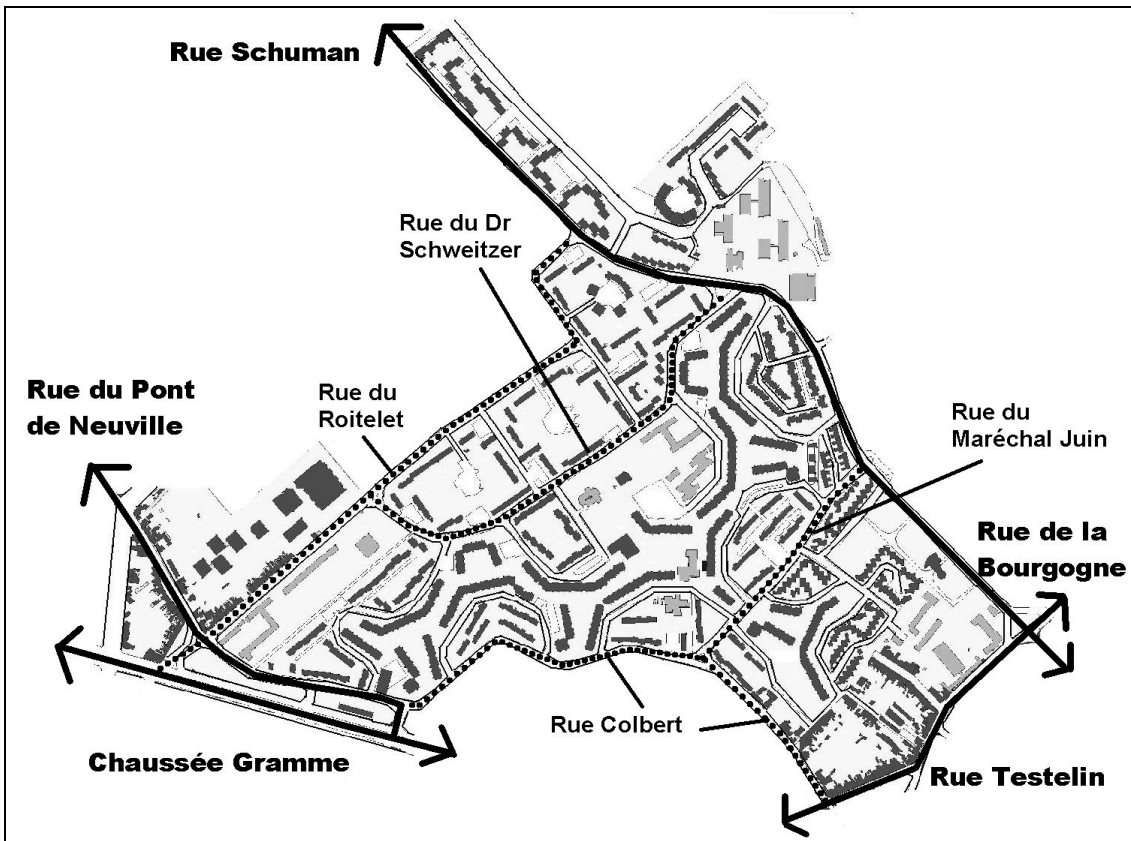 Rue Schuman
Rue du Dr
Schweitzer
Rue du Pont
de Neuville
Rue du
Roitelet
Rue du
Maréchal Juin
Rue de la
Bourgogne
Rue Colbert
Chaussée Gramme
Rue Testelin